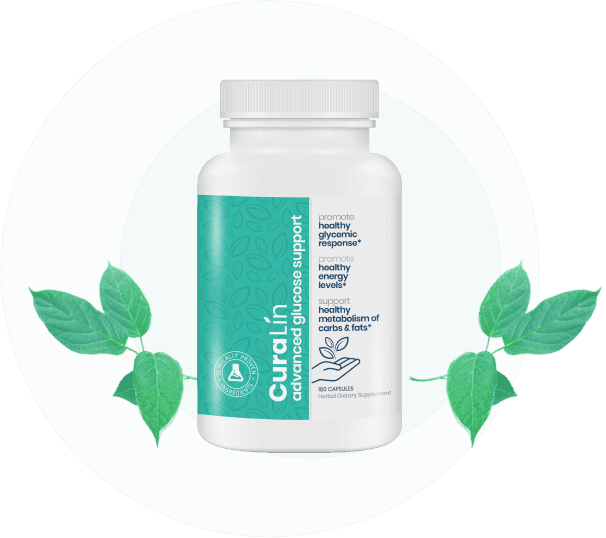 CuraLín
advanced glucose support
CLINICALLY PROVEN
INGREDIENTS
promote
healthy
glycemic
response*
promote
healthy
energy
levels*
support
healthy
metabolism of
carbs & fats*
180 CAPSULES
Herbal Dietary Supplement